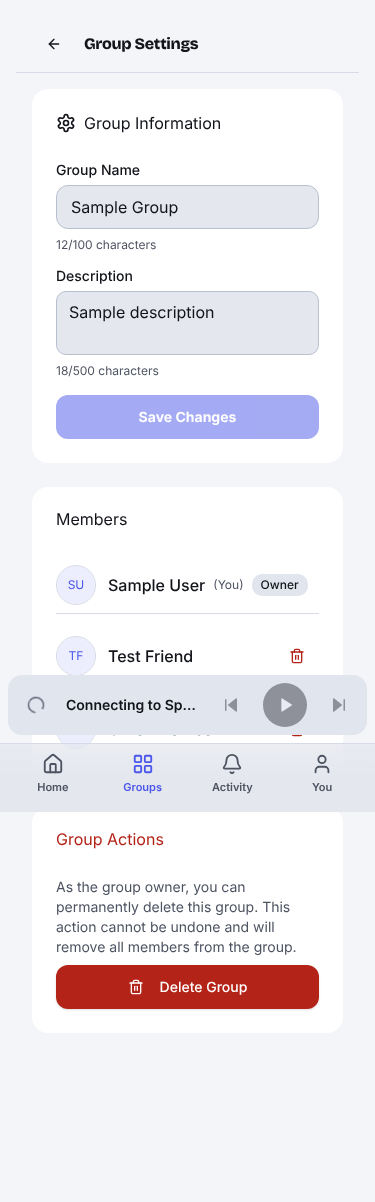 Group Settings
Group Information
Group Name
Sample Group
12/100 characters
Description
Sample description
18/500 characters
Save Changes
Members
SU
Sample User (You) Owner
TF
Test Friend
Connecting to Sp...
Home
Groups
Activity
You
Group Actions
As the group owner, you can
permanently delete this group. This
action cannot be undone and will
remove all members from the group.
Delete Group